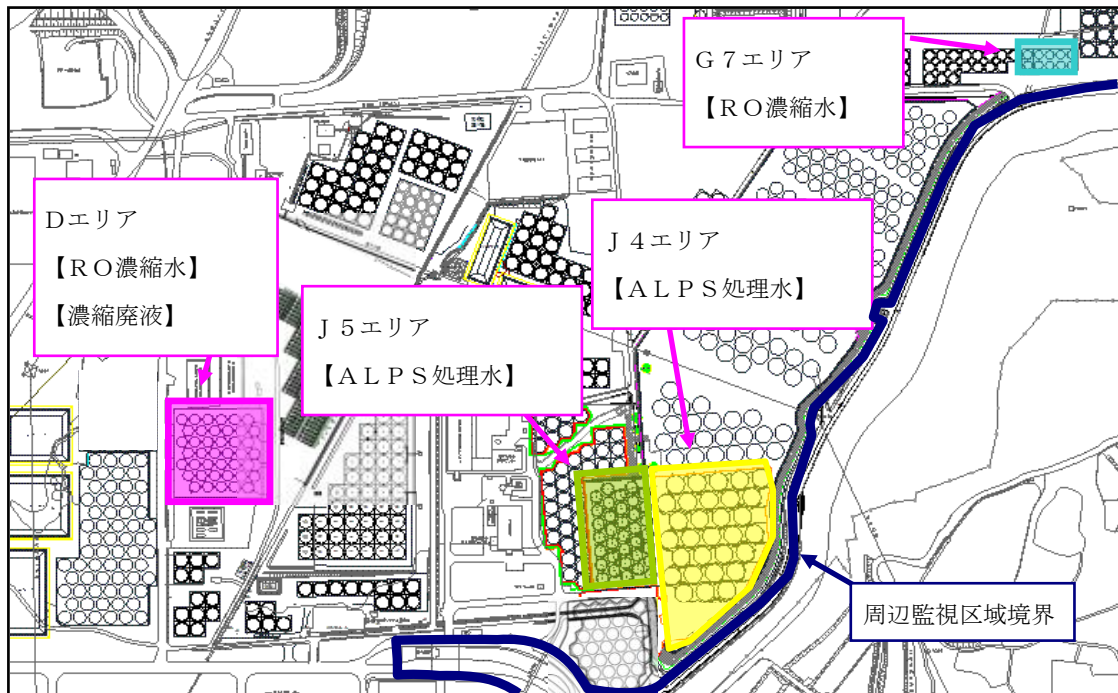 G7エリア
【RO濃縮水】
Dエリア
【RO濃縮水】
【濃縮廃液】
J4エリア
【ALPS処理水】
J5エリア
【ALPS処理水】
周辺監視区域境界